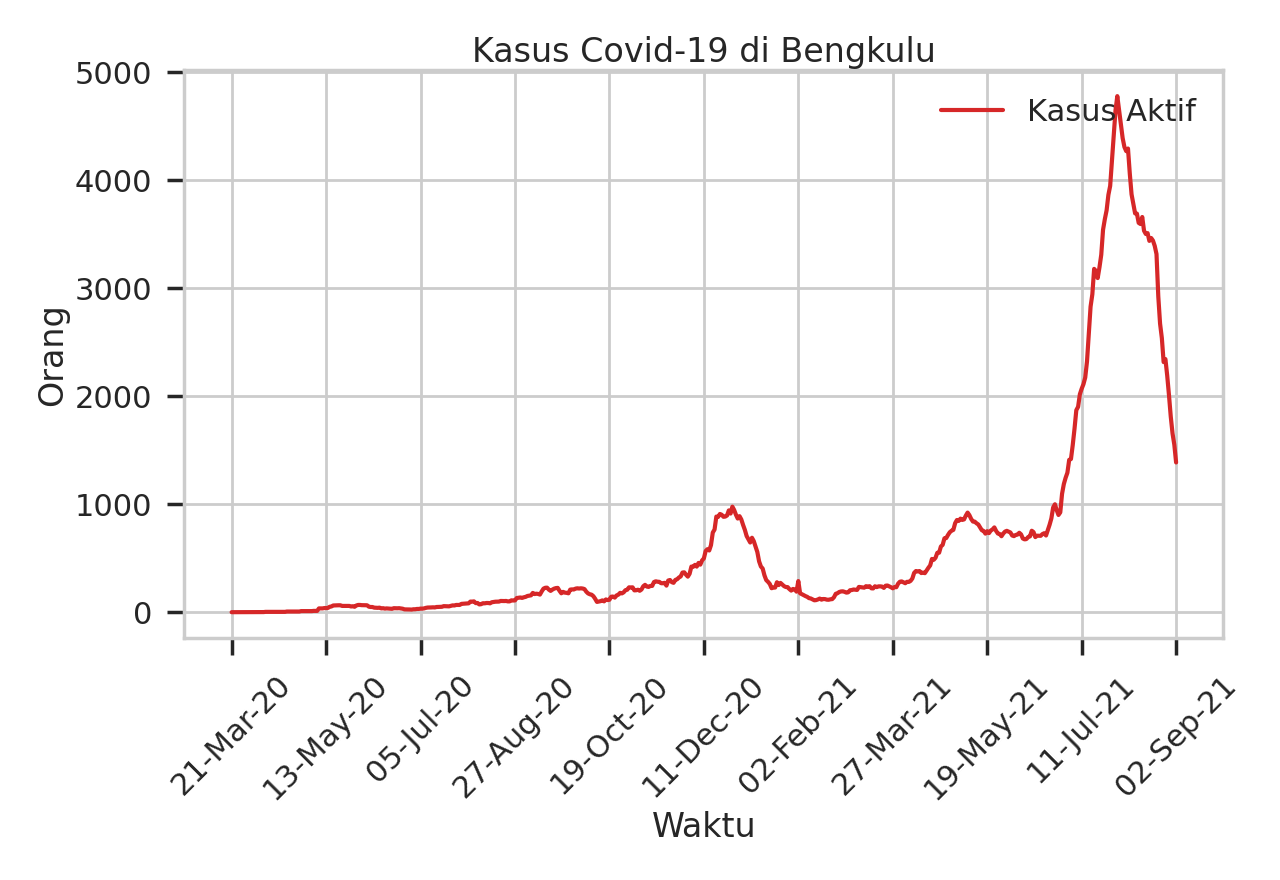 Kasus Covid-19 di Bengkulu
Kasus Aktif
Orang
5000
4000
3000
2000
1000
0
21-Mar-20
13-May-20
05-Jul-20
27-Aug-20
19-Oct-20
11-Dec-20
02-Feb-21
27-Mar-21
19-May-21
11-Jul-21
02-Sep-21
Waktu